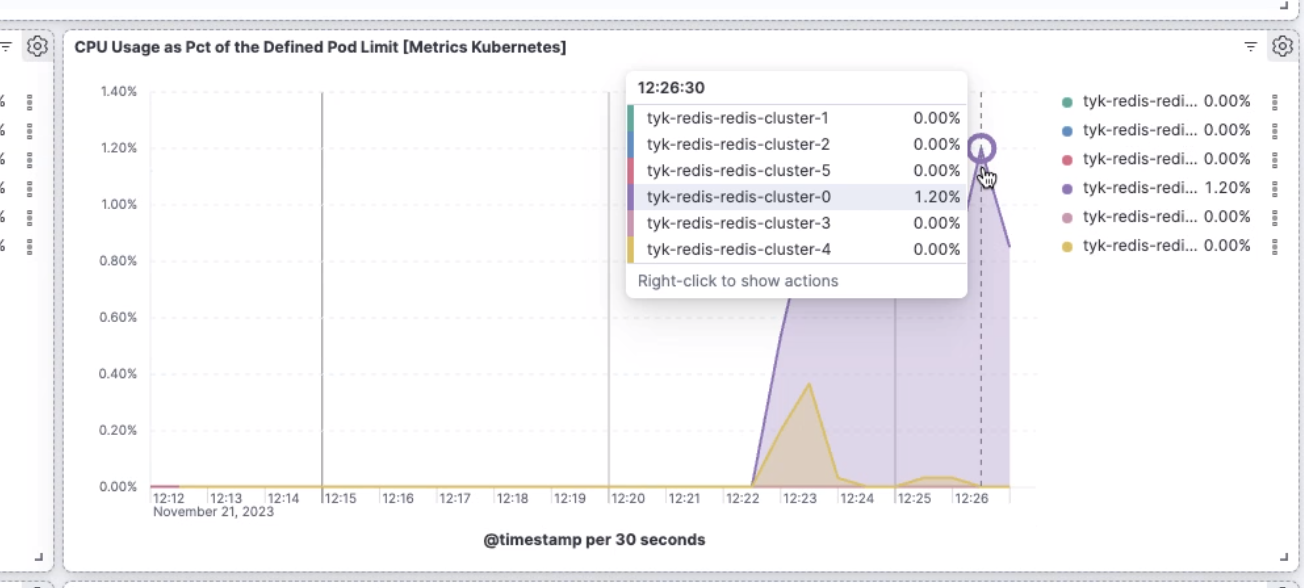 CPU Usage as Pct of the Defined Pod Limit [Metrics Kubernetes]
1.40%
1.20%
1.00%
0.80%
0.60%
0.40%
0.20%
0.00%
12:26:30
tyk-redis-redis-cluster-1 0.00%
tyk-redis-redis-cluster-2 0.00%
tyk-redis-redis-cluster-5 0.00%
tyk-redis-redis-cluster-0 1.20%
tyk-redis-redis-cluster-3 0.00%
tyk-redis-redis-cluster-4 0.00%
Right-click to show actions
tyk-redis-redi... 0.00%
tyk-redis-redi... 0.00%
tyk-redis-redi... 0.00%
tyk-redis-redi... 1.20%
tyk-redis-redi... 0.00%
tyk-redis-redi... 0.00%
12:12 12:13 12:14 12:15 12:16 12:17 12:18 12:19 12:20 12:21 12:22 12:23 12:24 12:25 12:26
November 21, 2023
@timestamp per 30 seconds